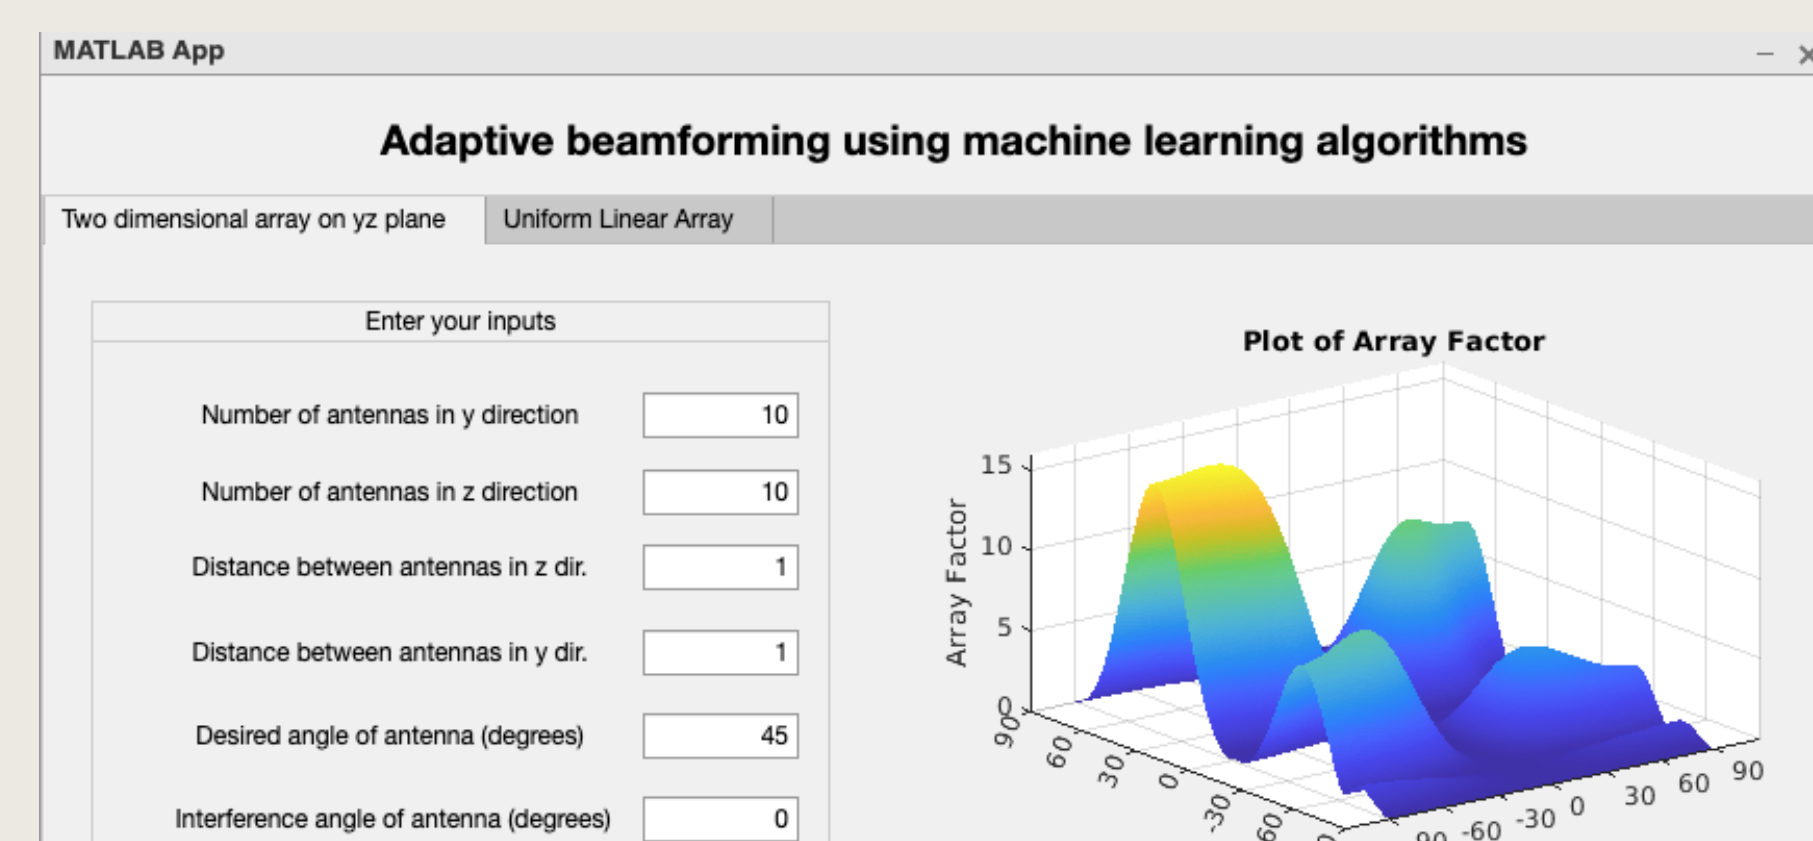 MATLAB App
Adaptive beamforming using machine learning algorithms
Two dimensional array on yz plane
Uniform Linear Array
Enter your inputs
Number of antennas in y direction 10
Number of antennas in z direction 10
Distance between antennas in z dir. 1
Distance between antennas in y dir. 1
Desired angle of antenna (degrees) 45
Interference angle of antenna (degrees) 0
Plot of Array Factor
Array Factor
15
10
5
0
90
60
30
0
-30
-60 -30 0 30 60 90